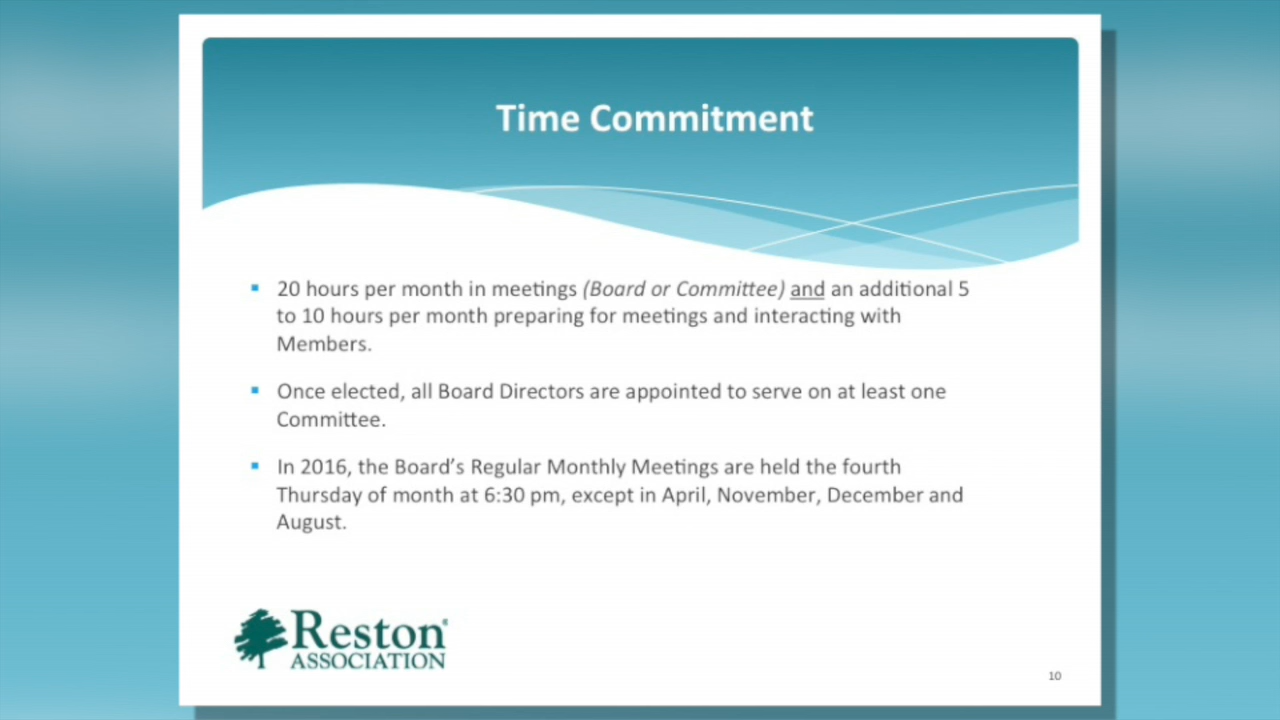 Time Commitment
▪ 20 hours per month in meetings (Board or Committee) and an additional 5
to 10 hours per month preparing for meetings and interacting with
Members.
▪ Once elected, all Board Directors are appointed to serve on at least one
Committee.
▪ In 2016, the Board’s Regular Monthly Meetings are held the fourth
Thursday of month at 6:30 pm, except in April, November, December and
August.
Reston
ASSOCIATION
10